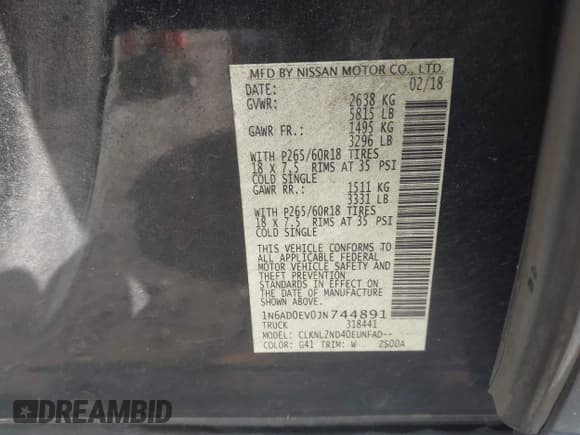 MFD BY NISSAN MOTOR CO., LTD.
DATE: 02/18
GVWR: 2638 KG
5815 LB
GAWR FR.: 1495 KG
3296 LB
WITH P265/60R18 TIRES
18 X 7.5 RIMS AT 35 PSI
COLD SINGLE
GAWR RR.: 1511 KG
3331 LB
WITH P265/60R18 TIRES
18 X 7.5 RIMS AT 35 PSI
COLD SINGLE
THIS VEHICLE CONFORMS TO
ALL APPLICABLE FEDERAL
MOTOR VEHICLE SAFETY AND
THEFT PREVENTION
STANDARDS IN EFFECT ON
THE DATE OF MANUFACTURE
SHOWN ABOVE.
1N6AD0EV0JN744891
TRUCK 318441
MODEL: CLKNLZND40EUNFAD--
COLOR: G41 TRIM: W ZS00A
DREAMBID